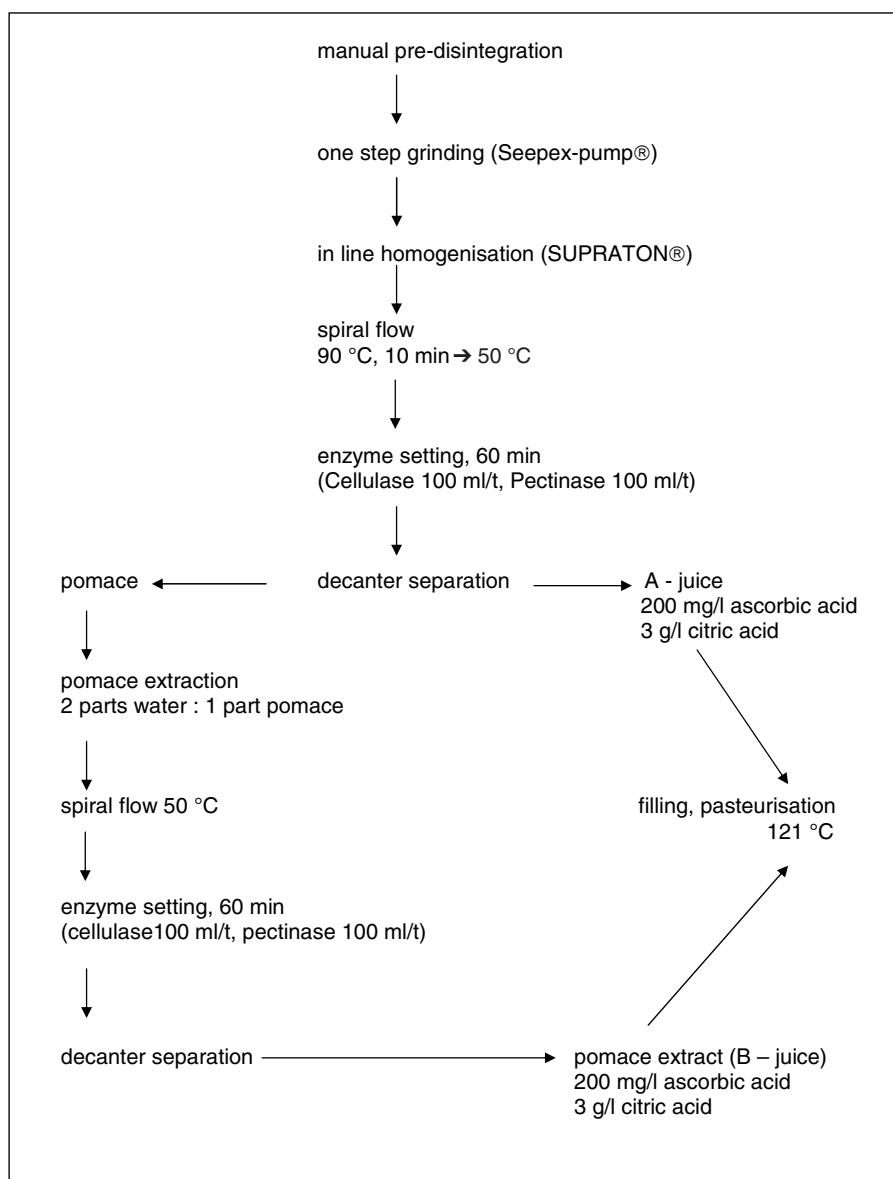 manual pre-disintegration
one step grinding (Seepex-pump®)
in line homogenisation (SUPRATON®)
spiral flow
90 °C, 10 min ➔ 50 °C
enzyme setting, 60 min
(Cellulase 100 ml/t, Pectinase 100 ml/t)
pomace
decanter separation
A - juice
200 mg/l ascorbic acid
3 g/l citric acid
pomace extraction
2 parts water : 1 part pomace
spiral flow 50 °C
filling, pasteurisation
121 °C
enzyme setting, 60 min
(cellulase100 ml/t, pectinase 100 ml/t)
decanter separation
pomace extract (B – juice)
200 mg/l ascorbic acid
3 g/l citric acid